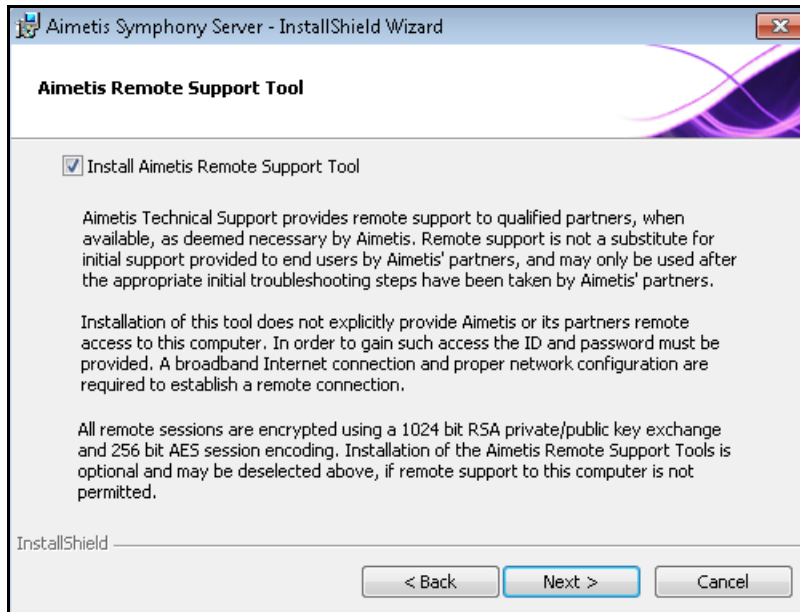 Aimetis Symphony Server - InstallShield Wizard
Aimetis Remote Support Tool
Install Aimetis Remote Support Tool
Aimetis Technical Support provides remote support to qualified partners, when
available, as deemed necessary by Aimetis. Remote support is not a substitute for
initial support provided to end users by Aimetis' partners, and may only be used after
the appropriate initial troubleshooting steps have been taken by Aimetis' partners.
Installation of this tool does not explicitly provide Aimetis or its partners remote
access to this computer. In order to gain such access the ID and password must be
provided. A broadband Internet connection and proper network configuration are
required to establish a remote connection.
All remote sessions are encrypted using a 1024 bit RSA private/public key exchange
and 256 bit AES session encoding. Installation of the Aimetis Remote Support Tools is
optional and may be deselected above, if remote support to this computer is not
permitted.
InstallShield
< Back Next > Cancel